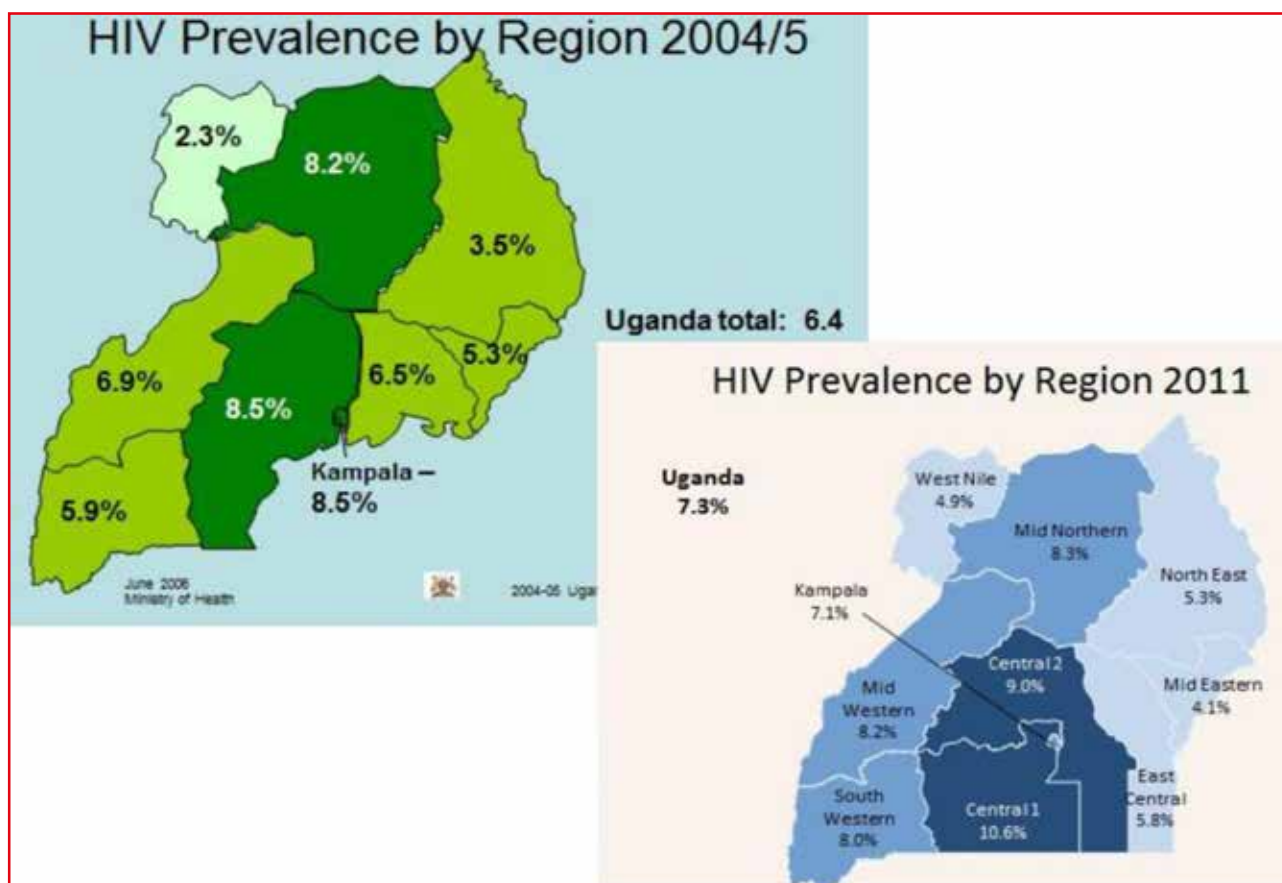 HIV Prevalence by Region 2004/5
2.3%
8.2%
3.5%
Uganda total: 6.4
5.3%
6.9%
6.5%
8.5%
Kampala –
8.5%
5.9%
June 2006
Ministry of Health
2004-05 Ugan
HIV Prevalence by Region 2011
Uganda
7.3%
West Nile
4.9%
Mid Northern
8.3%
North East
5.3%
Kampala
7.1%
Central 2
9.0%
Mid Eastern
4.1%
Mid
Western
8.2%
East
Central
5.8%
South
Western
8.0%
Central 1
10.6%